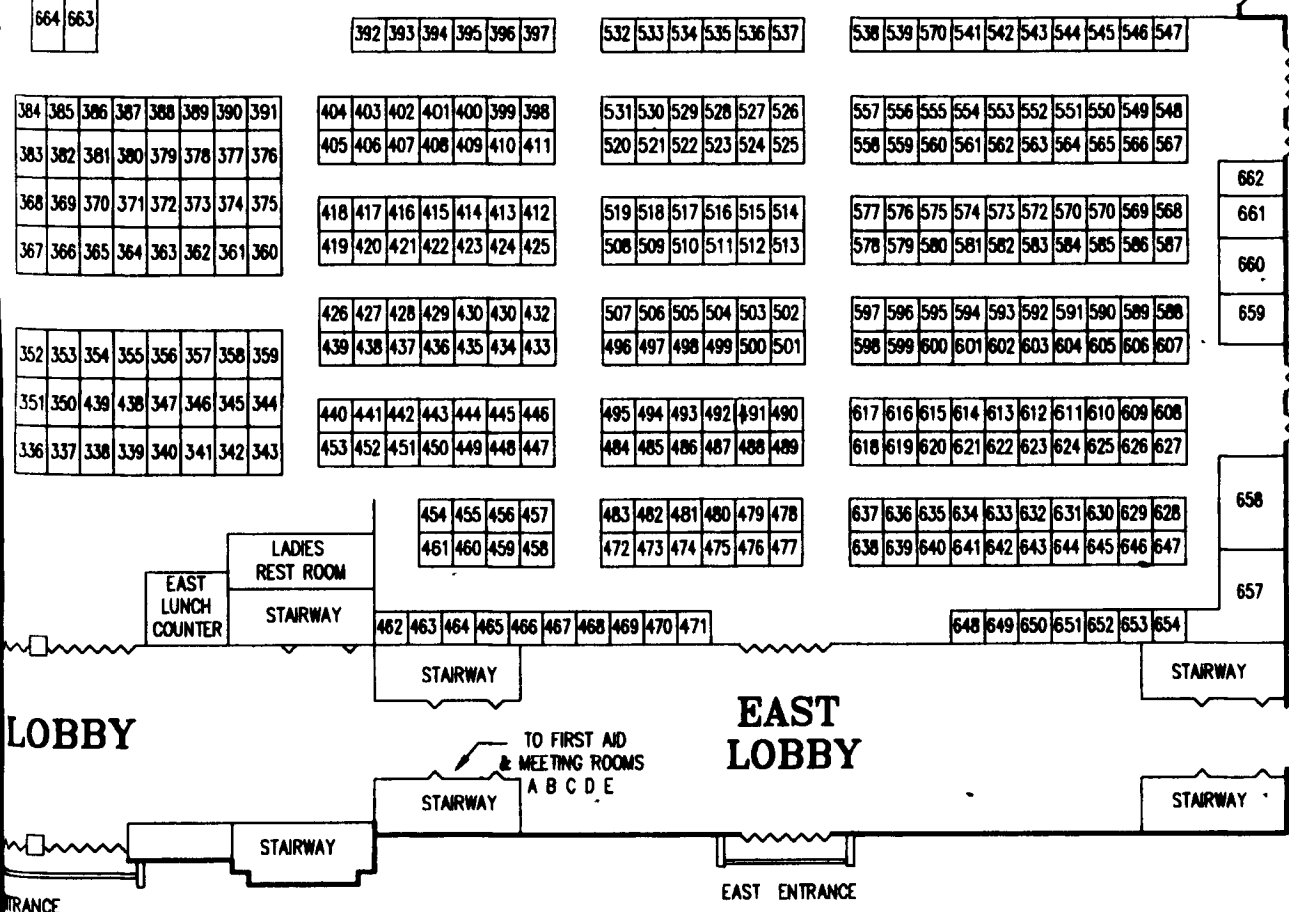 664 663
392 393 394 395 396 397
532 533 534 535 536 537
538 539 570 541 542 543 544 545 546 547
384 385 386 387 388 389 390 391
383 382 381 380 379 378 377 376
368 369 370 371 372 373 374 375
367 366 365 364 363 362 361 360
404 403 402 401 400 399 398
405 406 407 408 409 410 411
531 530 529 528 527 526
520 521 522 523 524 525
557 556 555 554 553 552 551 550 549 548
558 559 560 561 562 563 564 565 566 567
418 417 416 415 414 413 412
419 420 421 422 423 424 425
519 518 517 516 515 514
508 509 510 511 512 513
577 576 575 574 573 572 570 570 569 568
578 579 580 581 582 583 584 585 586 587
662
661
660
659
352 353 354 355 356 357 358 359
351 350 439 438 347 346 345 344
336 337 338 339 340 341 342 343
426 427 428 429 430 430 432
439 438 437 436 435 434 433
507 506 505 504 503 502
496 497 498 499 500 501
597 596 595 594 593 592 591 590 589 588
598 599 600 601 602 603 604 605 606 607
440 441 442 443 444 445 446
453 452 451 450 449 448 447
495 494 493 492 491 490
484 485 486 487 488 489
617 616 615 614 613 612 611 610 609 608
618 619 620 621 622 623 624 625 626 627
454 455 456 457
461 460 459 458
483 482 481 480 479 478
472 473 474 475 476 477
637 636 635 634 633 632 631 630 629 628
638 639 640 641 642 643 644 645 646 647
658
657
LADIES
REST ROOM
EAST
LUNCH
COUNTER
STAIRWAY
462 463 464 465 466 467 468 469 470 471
648 649 650 651 652 653 654
STAIRWAY
STAIRWAY
LOBBY
EAST
LOBBY
TO FIRST AID
& MEETING ROOMS
A B C D E
STAIRWAY
STAIRWAY
STAIRWAY
EAST ENTRANCE
TRANCE